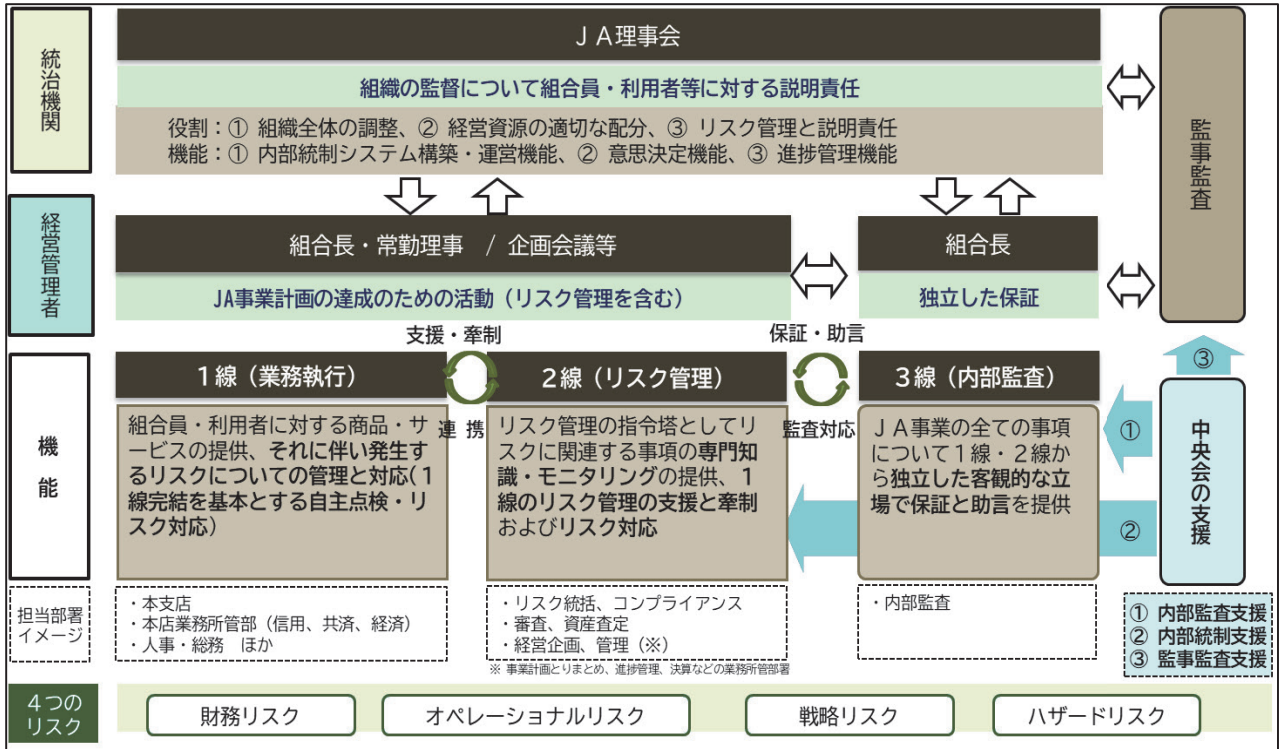 統治機関
ＪＡ理事会
組織の監督について組合員・利用者等に対する説明責任
役割：① 組織全体の調整、② 経営資源の適切な配分、③ リスク管理と説明責任
機能：① 内部統制システム構築・運営機能、② 意思決定機能、③ 進捗管理機能
監事監査
経営管理者
組合長・常勤理事　/　企画会議等
JA事業計画の達成のための活動（リスク管理を含む）
組合長
独立した保証
支援・牽制
保証・助言
機能
１線（業務執行）
組合員・利用者に対する商品・サ
ービスの提供、それに伴い発生す
るリスクについての管理と対応(１
線完結を基本とする自主点検・リ
スク対応）
連 携
２線（リスク管理）
リスク管理の指令塔としてリ
スクに関連する事項の専門知
識・モニタリングの提供、１
線のリスク管理の支援と牽制
およびリスク対応
監査対応
３線（内部監査）
ＪＡ事業の全ての事項
について１線・２線か
ら独立した客観的な立
場で保証と助言を提供
③
①
②
中央会の支援
担当部署
イメージ
・本支店
・本店業務所管部（信用、共済、経済）
・人事・総務　ほか
・リスク統括、コンプライアンス
・審査、資産査定
・経営企画、管理（※）
※ 事業計画とりまとめ、進捗管理、決算などの業務所管部署
・内部監査
① 内部監査支援
② 内部統制支援
③ 監事監査支援
４つの
リスク
財務リスク
オペレーショナルリスク
戦略リスク
ハザードリスク